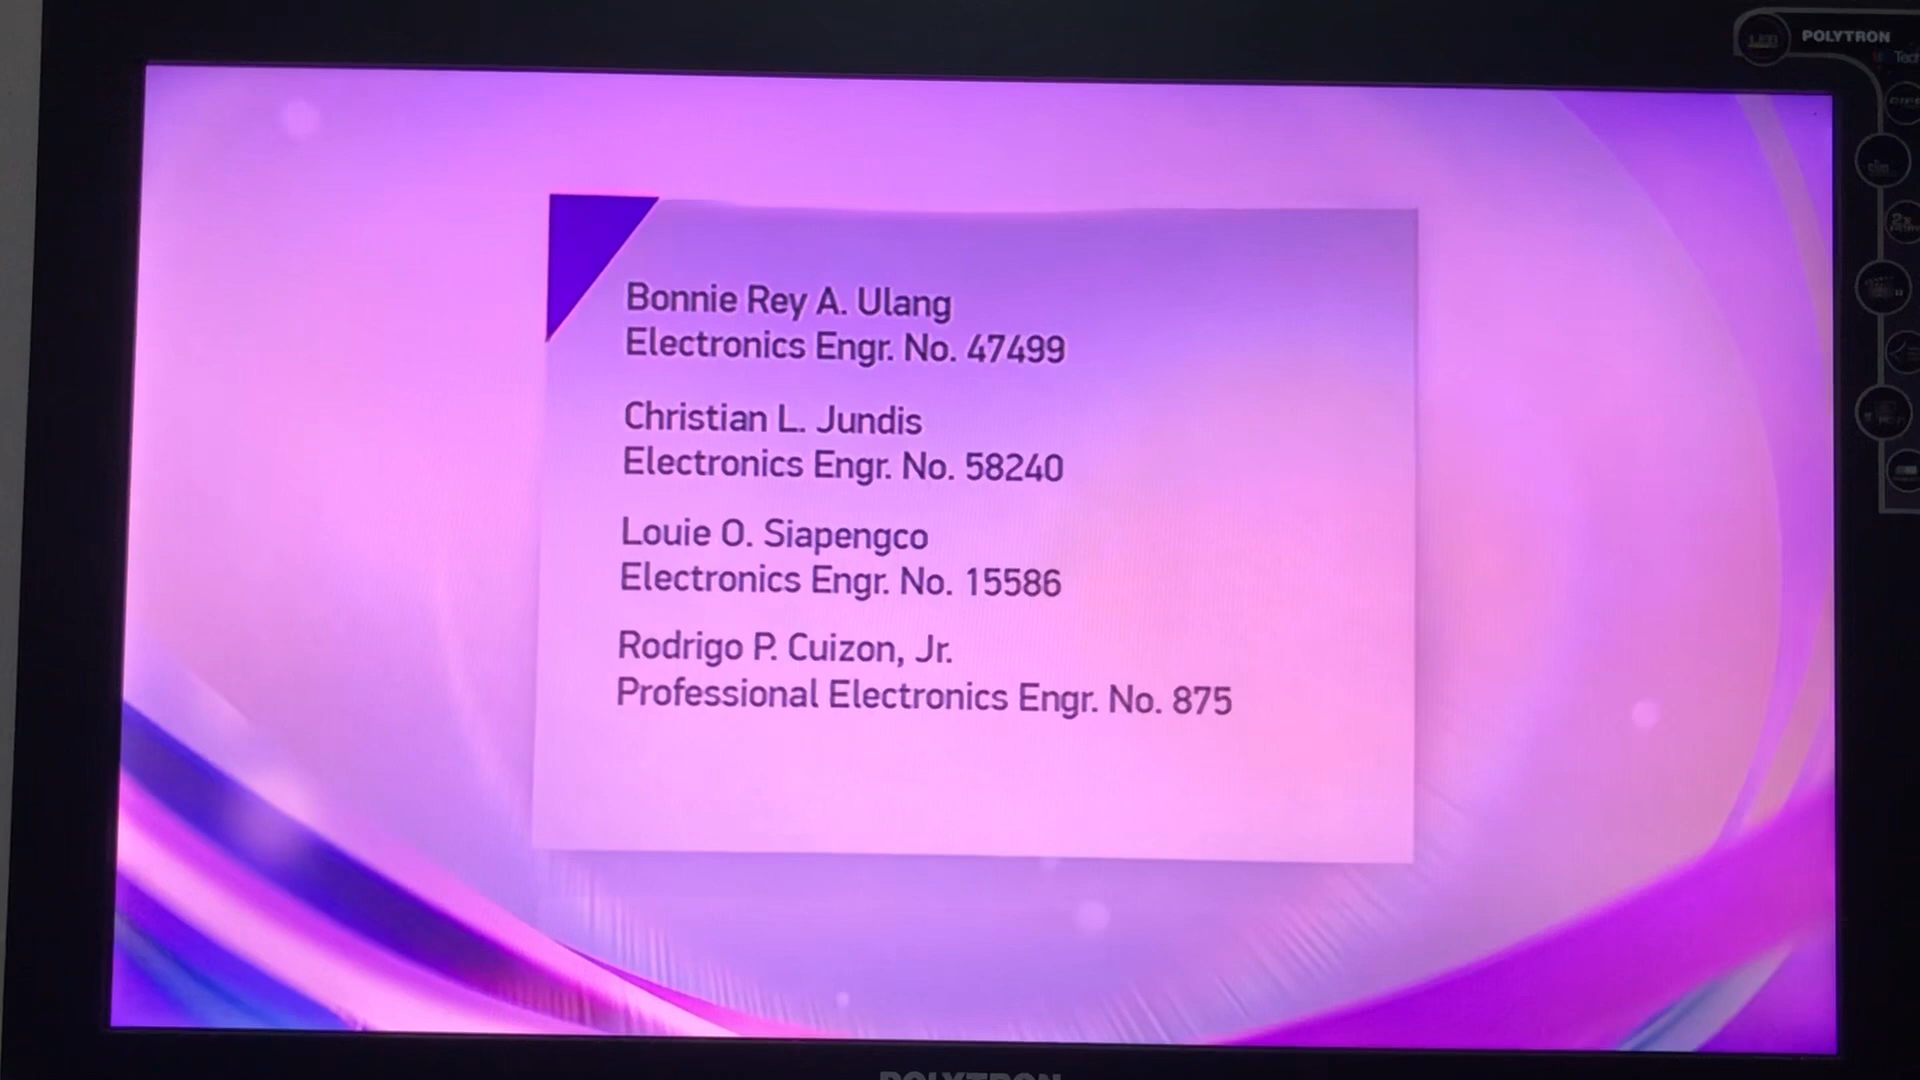 POLYTRON
Bonnie Rey A. Ulang
Electronics Engr. No. 47499
Christian L. Jundis
Electronics Engr. No. 58240
Louie O. Siapengco
Electronics Engr. No. 15586
Rodrigo P. Cuizon, Jr.
Professional Electronics Engr. No. 875
POLYTRON